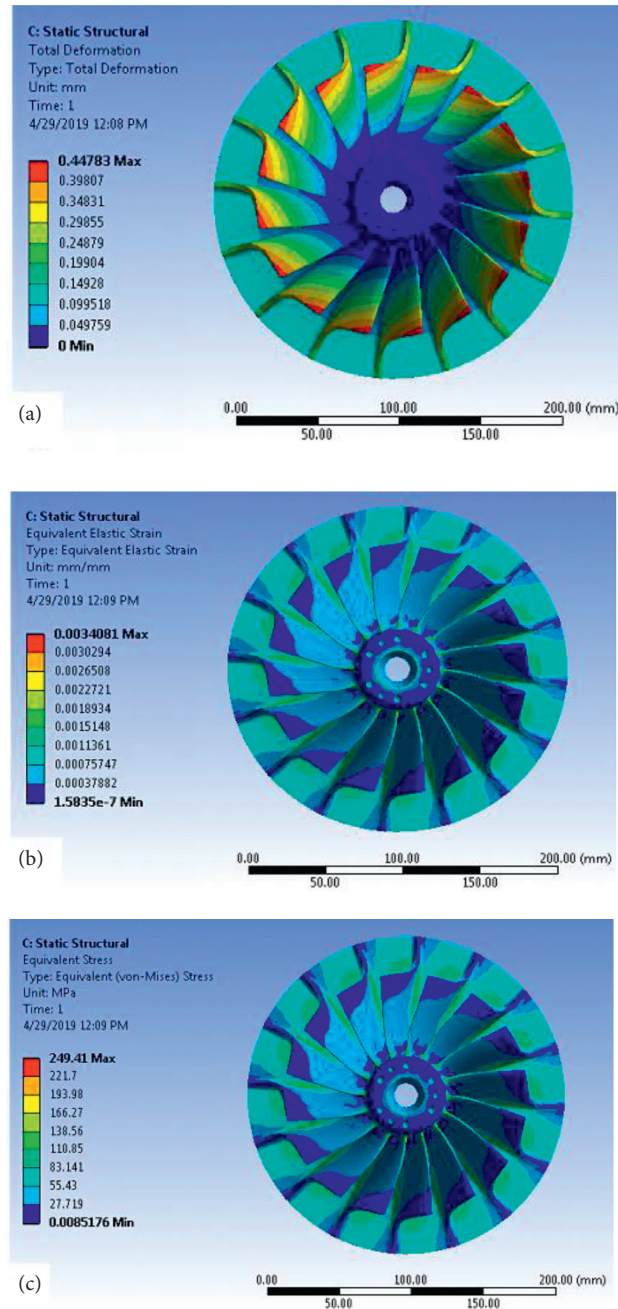 C: Static Structural
Total Deformation
Type: Total Deformation
Unit: mm
Time: 1
4/29/2019 12:08 PM
0.44783 Max
0.39807
0.34831
0.29855
0.24879
0.19904
0.14928
0.099518
0.049759
0 Min
0.00 100.00 200.00 (mm)
50.00 150.00
(a)
C: Static Structural
Equivalent Elastic Strain
Type: Equivalent Elastic Strain
Unit: mm/mm
Time: 1
4/29/2019 12:09 PM
0.0034081 Max
0.0030294
0.0026508
0.0022721
0.0018934
0.0015148
0.0011361
0.00075747
0.00037882
1.5835e-7 Min
0.00 100.00 200.00 (mm)
50.00 150.00
(b)
C: Static Structural
Equivalent Stress
Type: Equivalent (von-Mises) Stress
Unit: MPa
Time: 1
4/29/2019 12:09 PM
249.41 Max
221.7
193.98
166.27
138.56
110.85
83.141
55.43
27.719
0.0085176 Min
0.00 100.00 200.00 (mm)
50.00 150.00
(c)